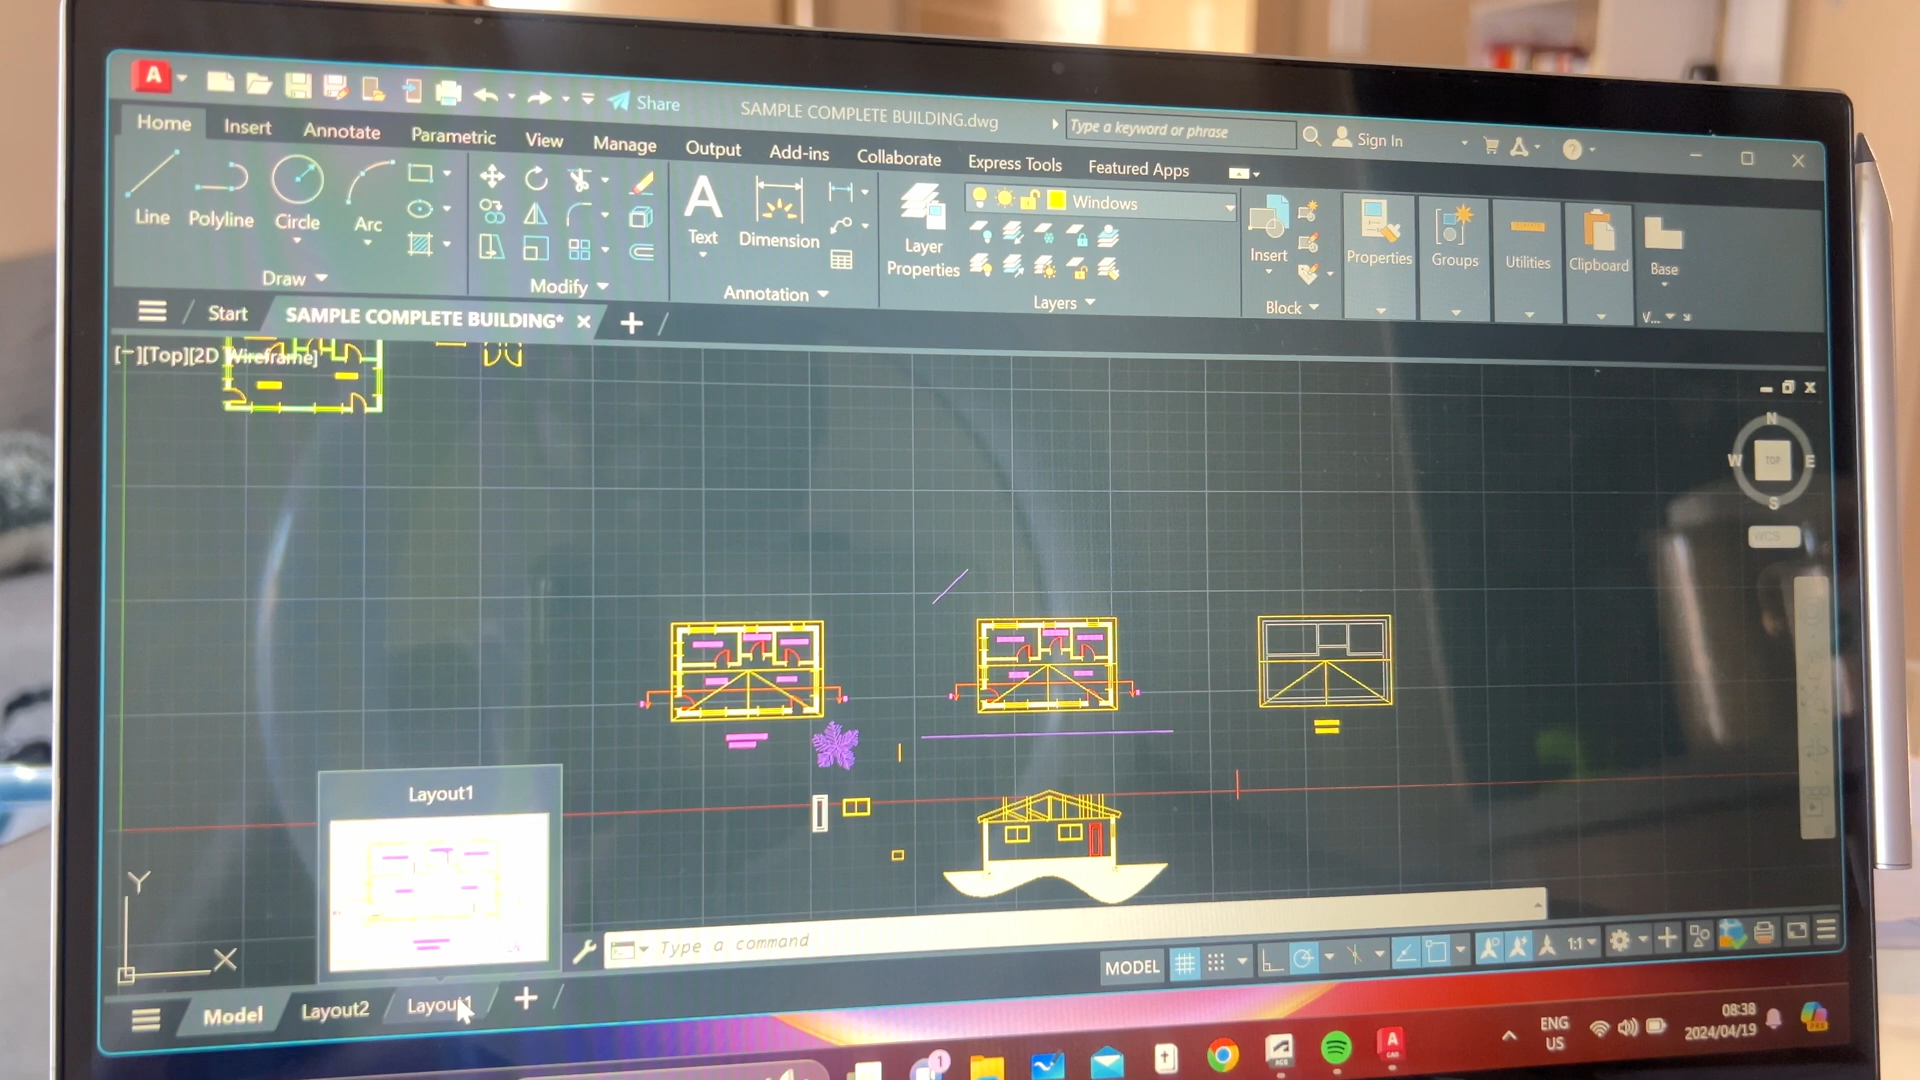 A
Share
SAMPLE COMPLETE BUILDING.dwg
Type a keyword or phrase
Sign In
?
Home
Insert
Annotate
Parametric
View
Manage
Output
Add-ins
Collaborate
Express Tools
Featured Apps
Line
Polyline
Circle
Arc
Draw
Modify
A
Text
Dimension
Annotation
Layer
Properties
Windows
Layers
Insert
Block
Properties
Groups
Utilities
Clipboard
Base
V...
Start
SAMPLE COMPLETE BUILDING*
[−][Top][2D Wireframe]
N
W
TOP
E
S
WCS
Layout1
Y
X
Type a command
MODEL
1:1
Model
Layout2
Layout1
1
A
CAD
ENG
US
08:38
2024/04/19